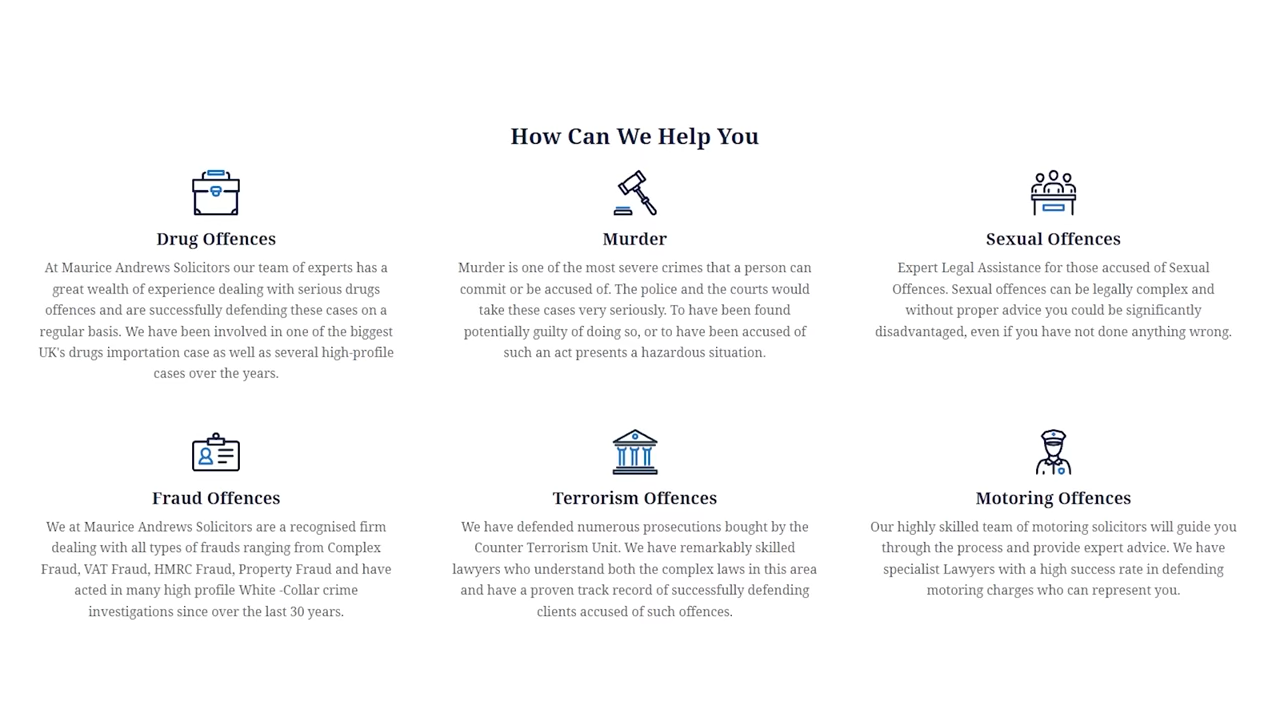 How Can We Help You
Drug Offences
At Maurice Andrews Solicitors our team of experts has a
great wealth of experience dealing with serious drugs
offences and are successfully defending these cases on a
regular basis. We have been involved in one of the biggest
UK's drugs importation case as well as several high-profile
cases over the years.
Murder
Murder is one of the most severe crimes that a person can
commit or be accused of. The police and the courts would
take these cases very seriously. To have been found
potentially guilty of doing so, or to have been accused of
such an act presents a hazardous situation.
Sexual Offences
Expert Legal Assistance for those accused of Sexual
Offences. Sexual offences can be legally complex and
without proper advice you could be significantly
disadvantaged, even if you have not done anything wrong.
Fraud Offences
We at Maurice Andrews Solicitors are a recognised firm
dealing with all types of frauds ranging from Complex
Fraud, VAT Fraud, HMRC Fraud, Property Fraud and have
acted in many high profile White -Collar crime
investigations since over the last 30 years.
Terrorism Offences
We have defended numerous prosecutions bought by the
Counter Terrorism Unit. We have remarkably skilled
lawyers who understand both the complex laws in this area
and have a proven track record of successfully defending
clients accused of such offences.
Motoring Offences
Our highly skilled team of motoring solicitors will guide you
through the process and provide expert advice. We have
specialist Lawyers with a high success rate in defending
motoring charges who can represent you.